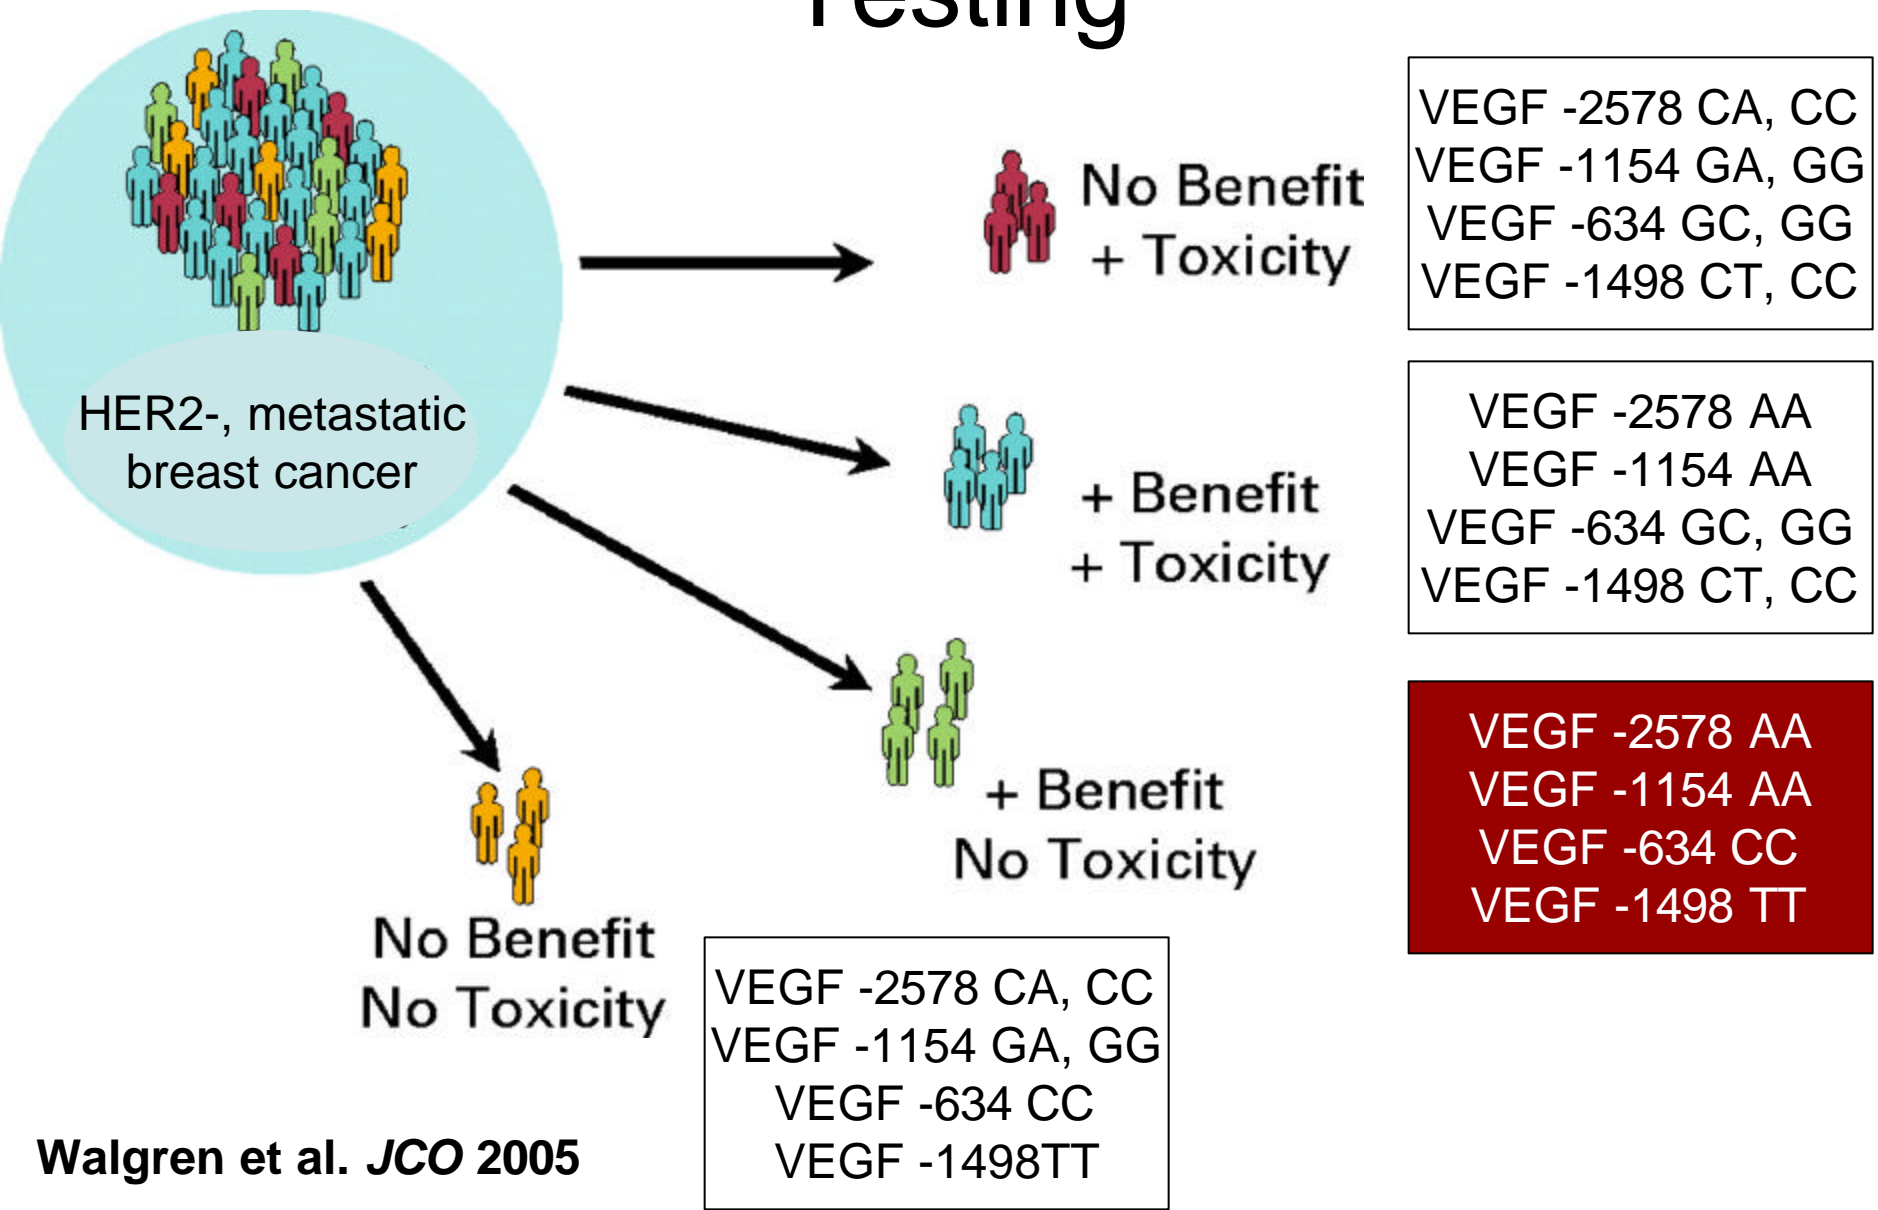 Testing
VEGF -2578 CA, CC
VEGF -1154 GA, GG
VEGF -634 GC, GG
VEGF -1498 CT, CC
No Benefit
+ Toxicity
HER2-, metastatic
breast cancer
VEGF -2578 AA
VEGF -1154 AA
VEGF -634 GC, GG
VEGF -1498 CT, CC
+ Benefit
+ Toxicity
VEGF -2578 AA
VEGF -1154 AA
VEGF -634 CC
VEGF -1498 TT
+ Benefit
No Toxicity
No Benefit
No Toxicity
VEGF -2578 CA, CC
VEGF -1154 GA, GG
VEGF -634 CC
VEGF -1498TT
Walgren et al. JCO 2005